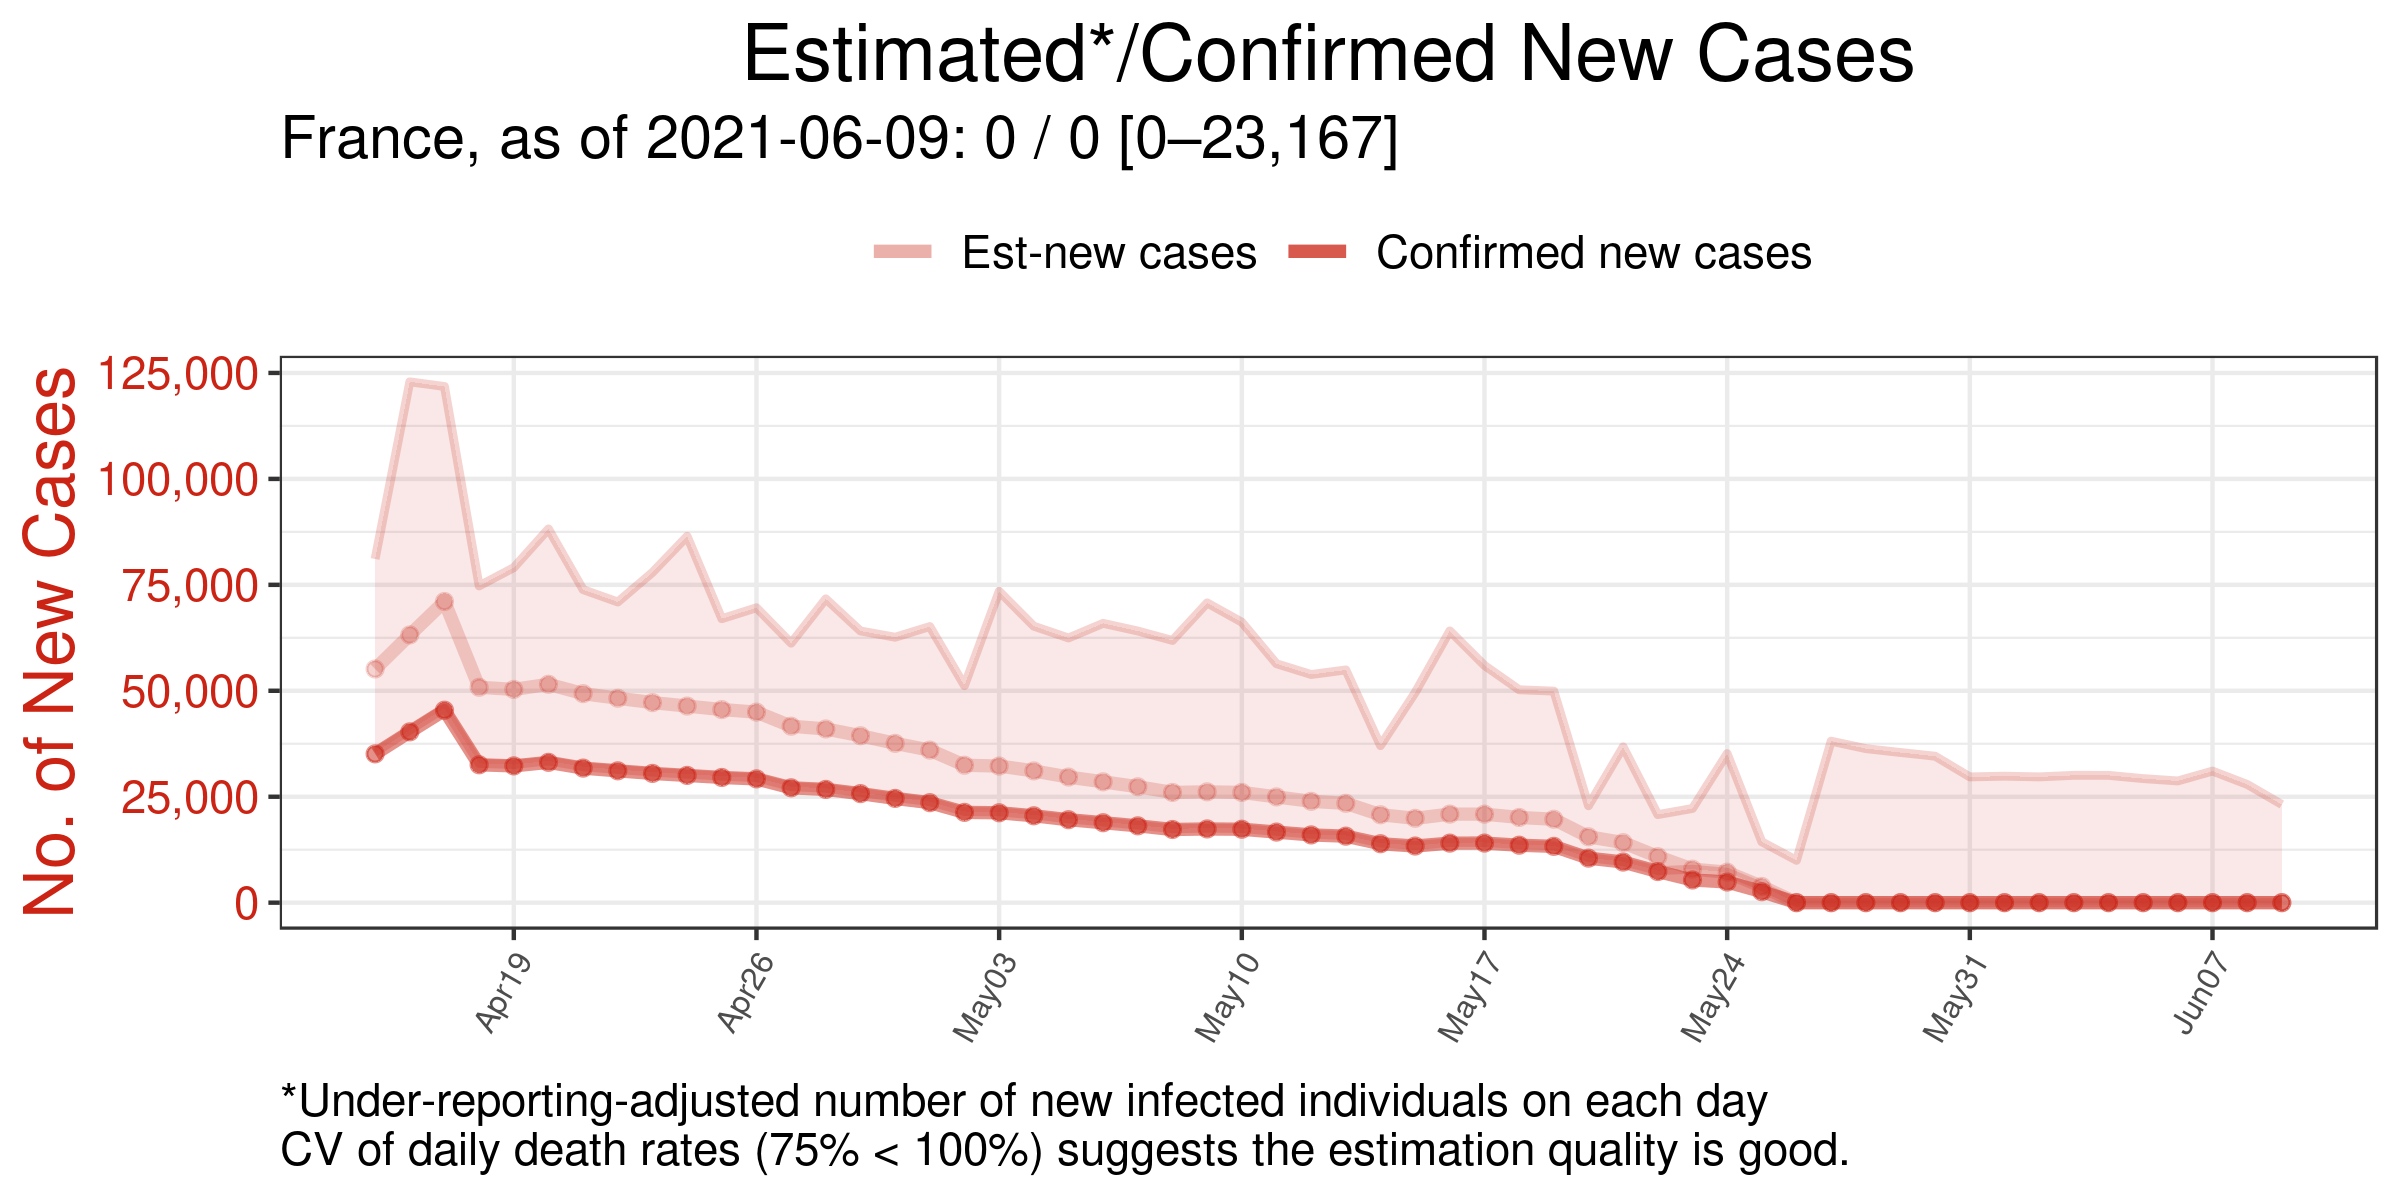 Estimated*/Confirmed New Cases
France, as of 2021-06-09: 0 / 0 [0–23,167]
Est-new cases Confirmed new cases
No. of New Cases
125,000
100,000
75,000
50,000
25,000
0
Apr19 Apr26 May03 May10 May17 May24 May31 Jun07
*Under-reporting-adjusted number of new infected individuals on each day
CV of daily death rates (75% < 100%) suggests the estimation quality is good.